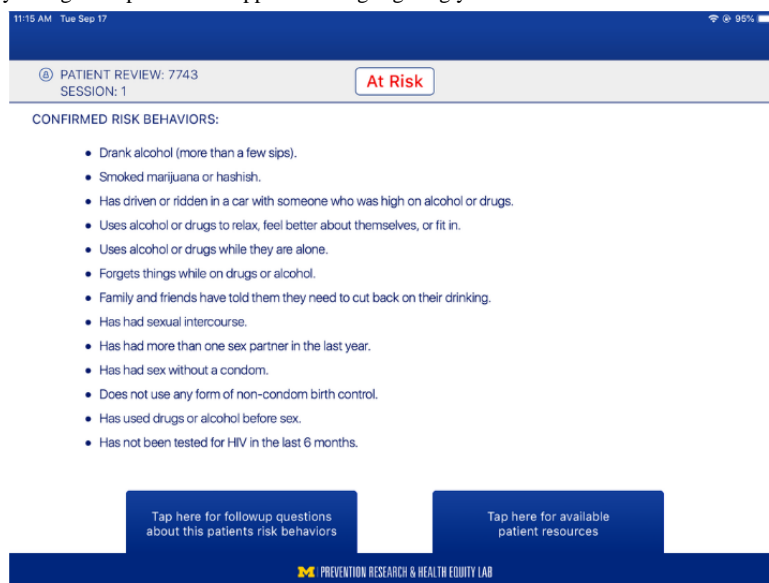 11:15 AM Tue Sep 17 95%
PATIENT REVIEW: 7743
SESSION: 1
At Risk
CONFIRMED RISK BEHAVIORS:
• Drank alcohol (more than a few sips).
• Smoked marijuana or hashish.
• Has driven or ridden in a car with someone who was high on alcohol or drugs.
• Uses alcohol or drugs to relax, feel better about themselves, or fit in.
• Uses alcohol or drugs while they are alone.
• Forgets things while on drugs or alcohol.
• Family and friends have told them they need to cut back on their drinking.
• Has had sexual intercourse.
• Has had more than one sex partner in the last year.
• Has had sex without a condom.
• Does not use any form of non-condom birth control.
• Has used drugs or alcohol before sex.
• Has not been tested for HIV in the last 6 months.
Tap here for followup questions
about this patients risk behaviors
Tap here for available
patient resources
M | PREVENTION RESEARCH & HEALTH EQUITY LAB